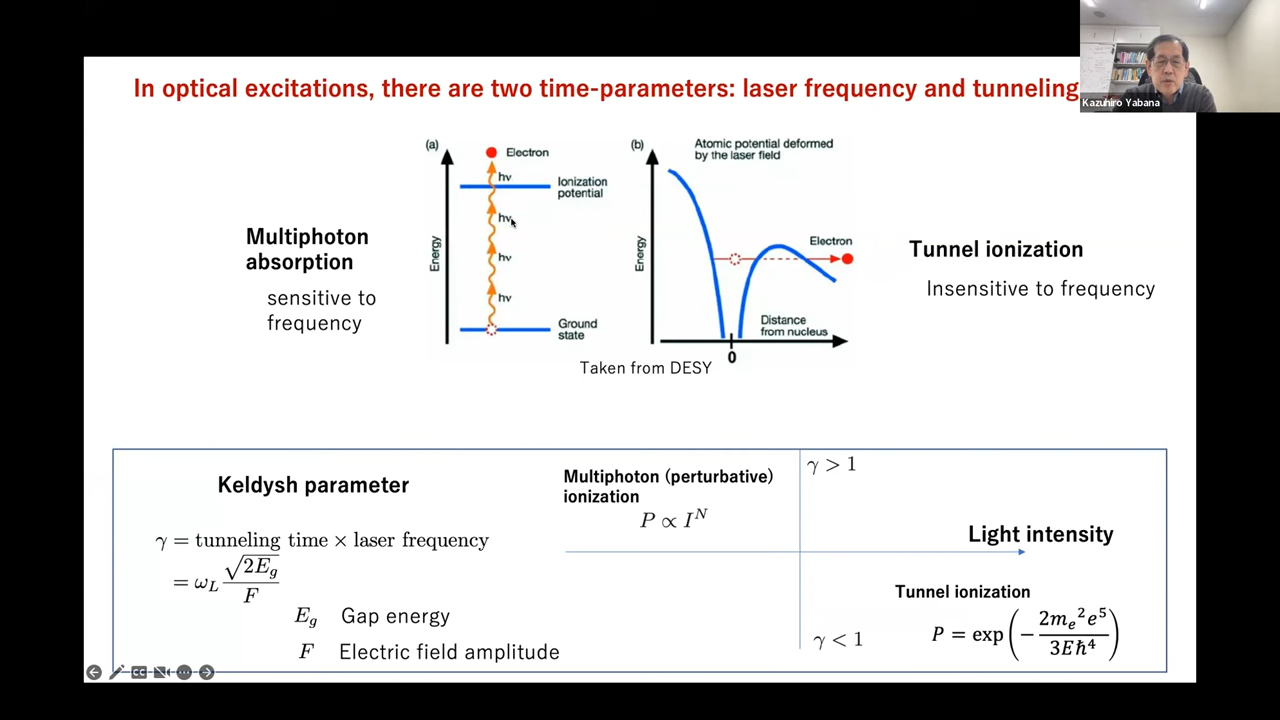 In optical excitations, there are two time-parameters: laser frequency and tunneling
Kazuhiro Yabana
(a)
Electron
hν
Ionization
potential
hν
hν
hν
Ground
state
Energy
(b)
Atomic potential deformed
by the laser field
Electron
Energy
Distance
from nucleus
0
Multiphoton
absorption
sensitive to
frequency
Tunnel ionization
Insensitive to frequency
Taken from DESY
Keldysh parameter
γ = tunneling time × laser frequency
= ω_L √(2E_g) / F
E_g Gap energy
F Electric field amplitude
Multiphoton (perturbative)
ionization
P ∝ I^N
γ > 1
Light intensity
Tunnel ionization
γ < 1
P = exp(−2m_e²e⁵ / 3Eħ⁴)
CC